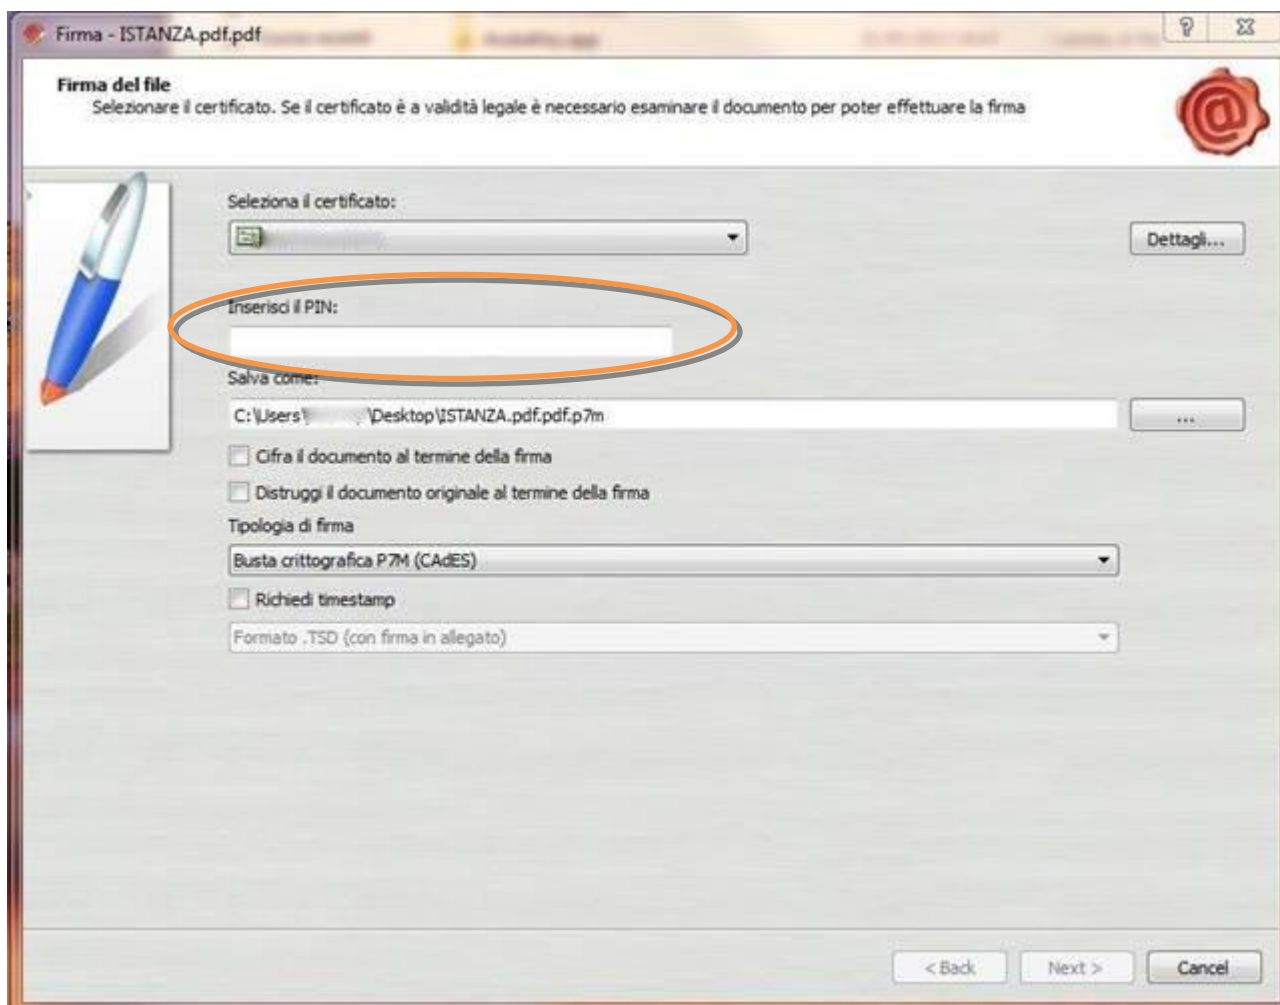 Firma - ISTANZA.pdf.pdf
Firma del file
Selezionare il certificato. Se il certificato è a validità legale è necessario esaminare il documento per poter effettuare la firma
Seleziona il certificato:
Dettagli...
Inserisci il PIN:
Salva come:
C:\Users\ \Desktop\ISTANZA.pdf.pdf.p7m
...
Cifra il documento al termine della firma
Distruggi il documento originale al termine della firma
Tipologia di firma
Busta crittografica P7M (CAdES)
Richiedi timestamp
Formato .TSD (con firma in allegato)
< Back Next > Cancel